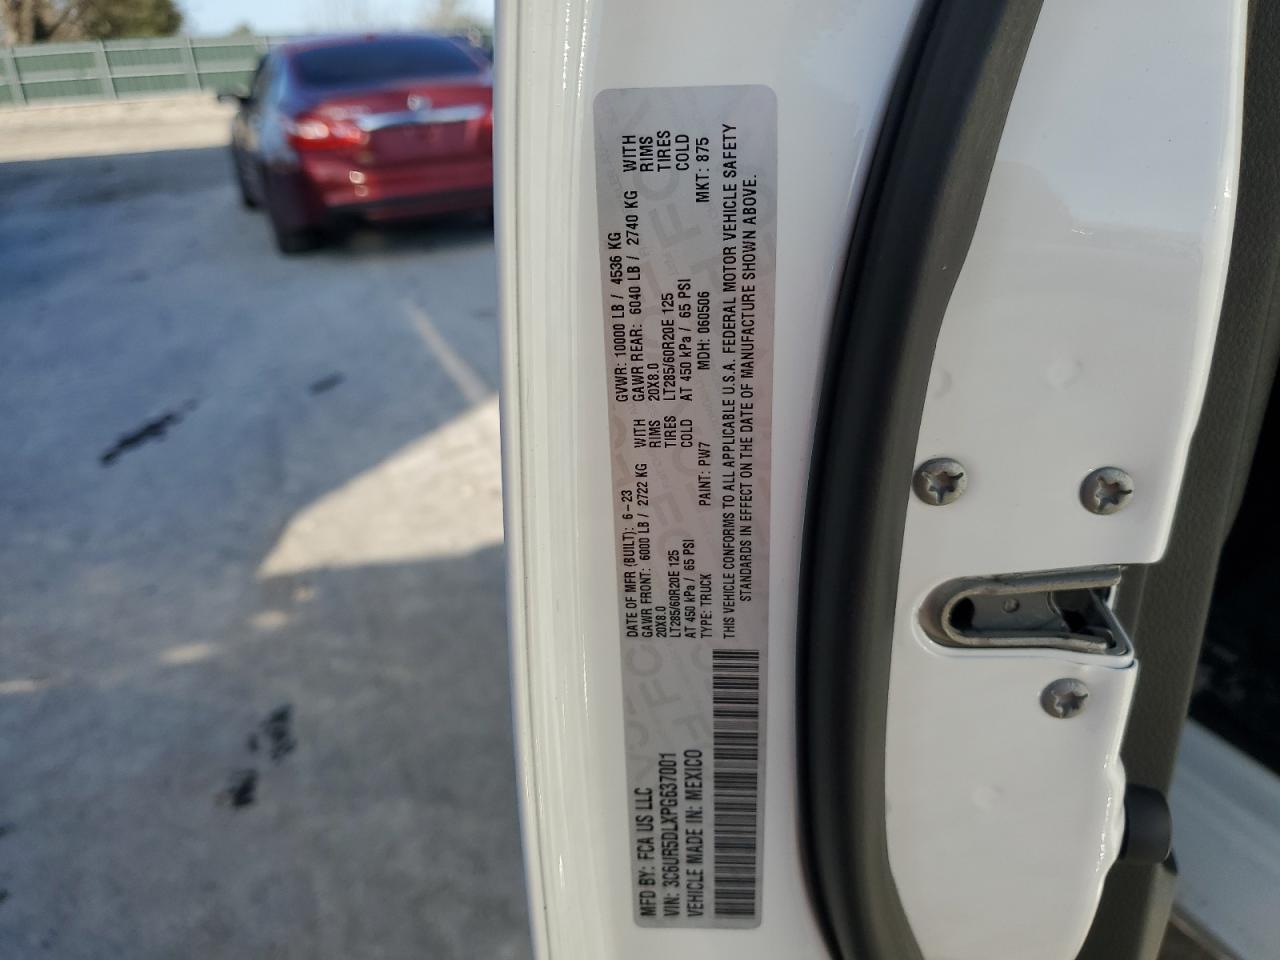 MFD BY: FCA US LLC
VIN: 3C6UR5DLXPG637001
VEHICLE MADE IN: MEXICO
DATE OF MFR (BUILT): 6-23 GVWR: 10000 LB / 4536 KG
GAWR FRONT: 6000 LB / 2722 KG WITH GAWR REAR: 6040 LB / 2740 KG WITH
20X8.0 RIMS 20X8.0 RIMS
LT285/60R20E 125 TIRES LT285/60R20E 125 TIRES
AT 450 kPa / 65 PSI COLD AT 450 kPa / 65 PSI COLD
TYPE: TRUCK PAINT: PW7 MDH: 060506 MKT: 875
THIS VEHICLE CONFORMS TO ALL APPLICABLE U.S.A. FEDERAL MOTOR VEHICLE SAFETY
STANDARDS IN EFFECT ON THE DATE OF MANUFACTURE SHOWN ABOVE.